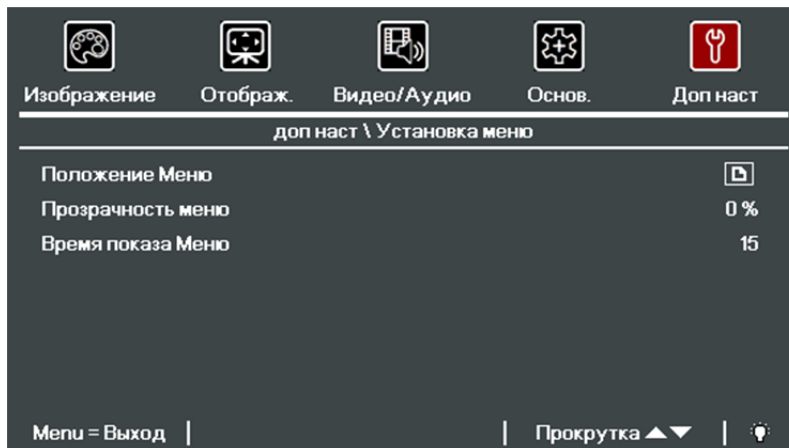 Изображение Отображ. Видео/Аудио Основ. Доп наст
доп наст \ Установка меню
Положение Меню
Прозрачность меню 0 %
Время показа Меню 15
Menu = Выход | | Прокрутка ▲▼ |